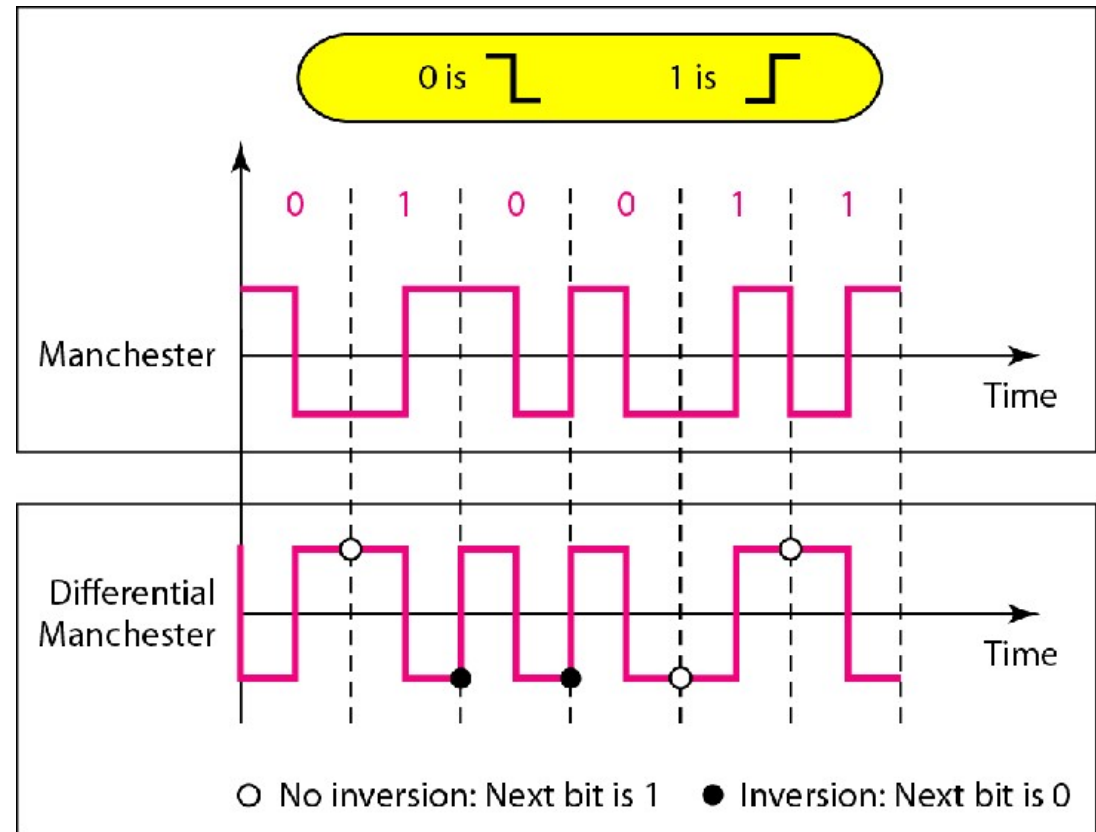 0 is 1 is
0 1 0 0 1 1
Manchester
Time
Differential
Manchester
Time
No inversion: Next bit is 1 Inversion: Next bit is 0